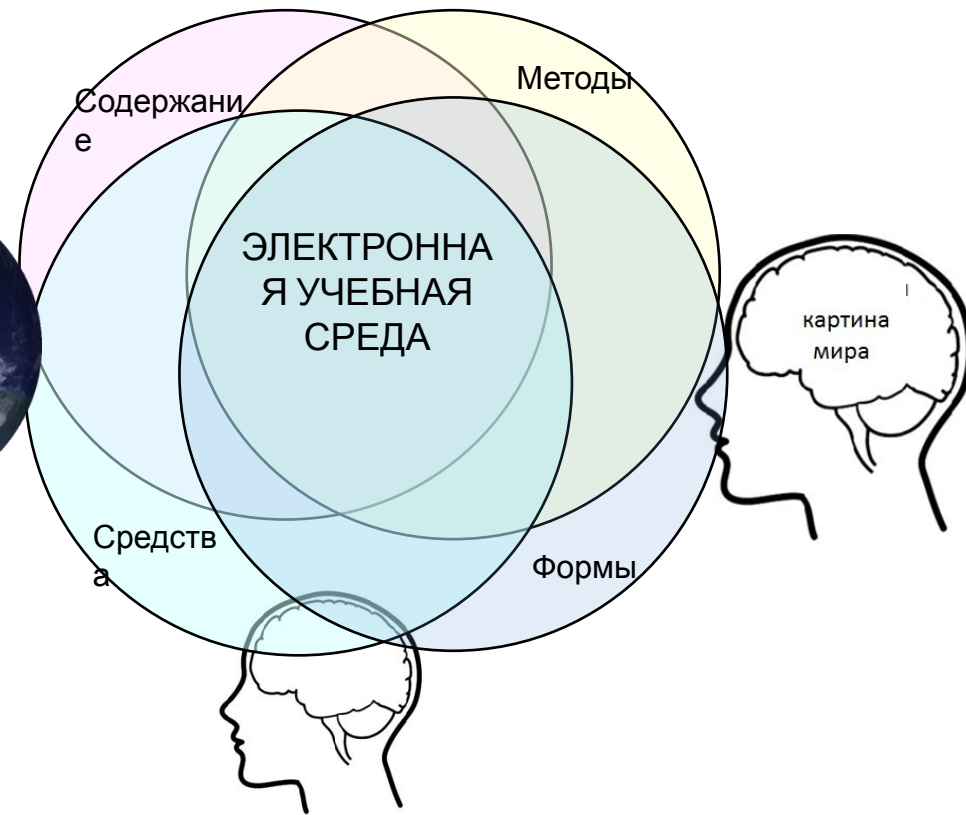 Методы
Содержани
е
ЭЛЕКТРОННА
Я УЧЕБНАЯ
СРЕДА
картина
мира
Средств
а
Формы